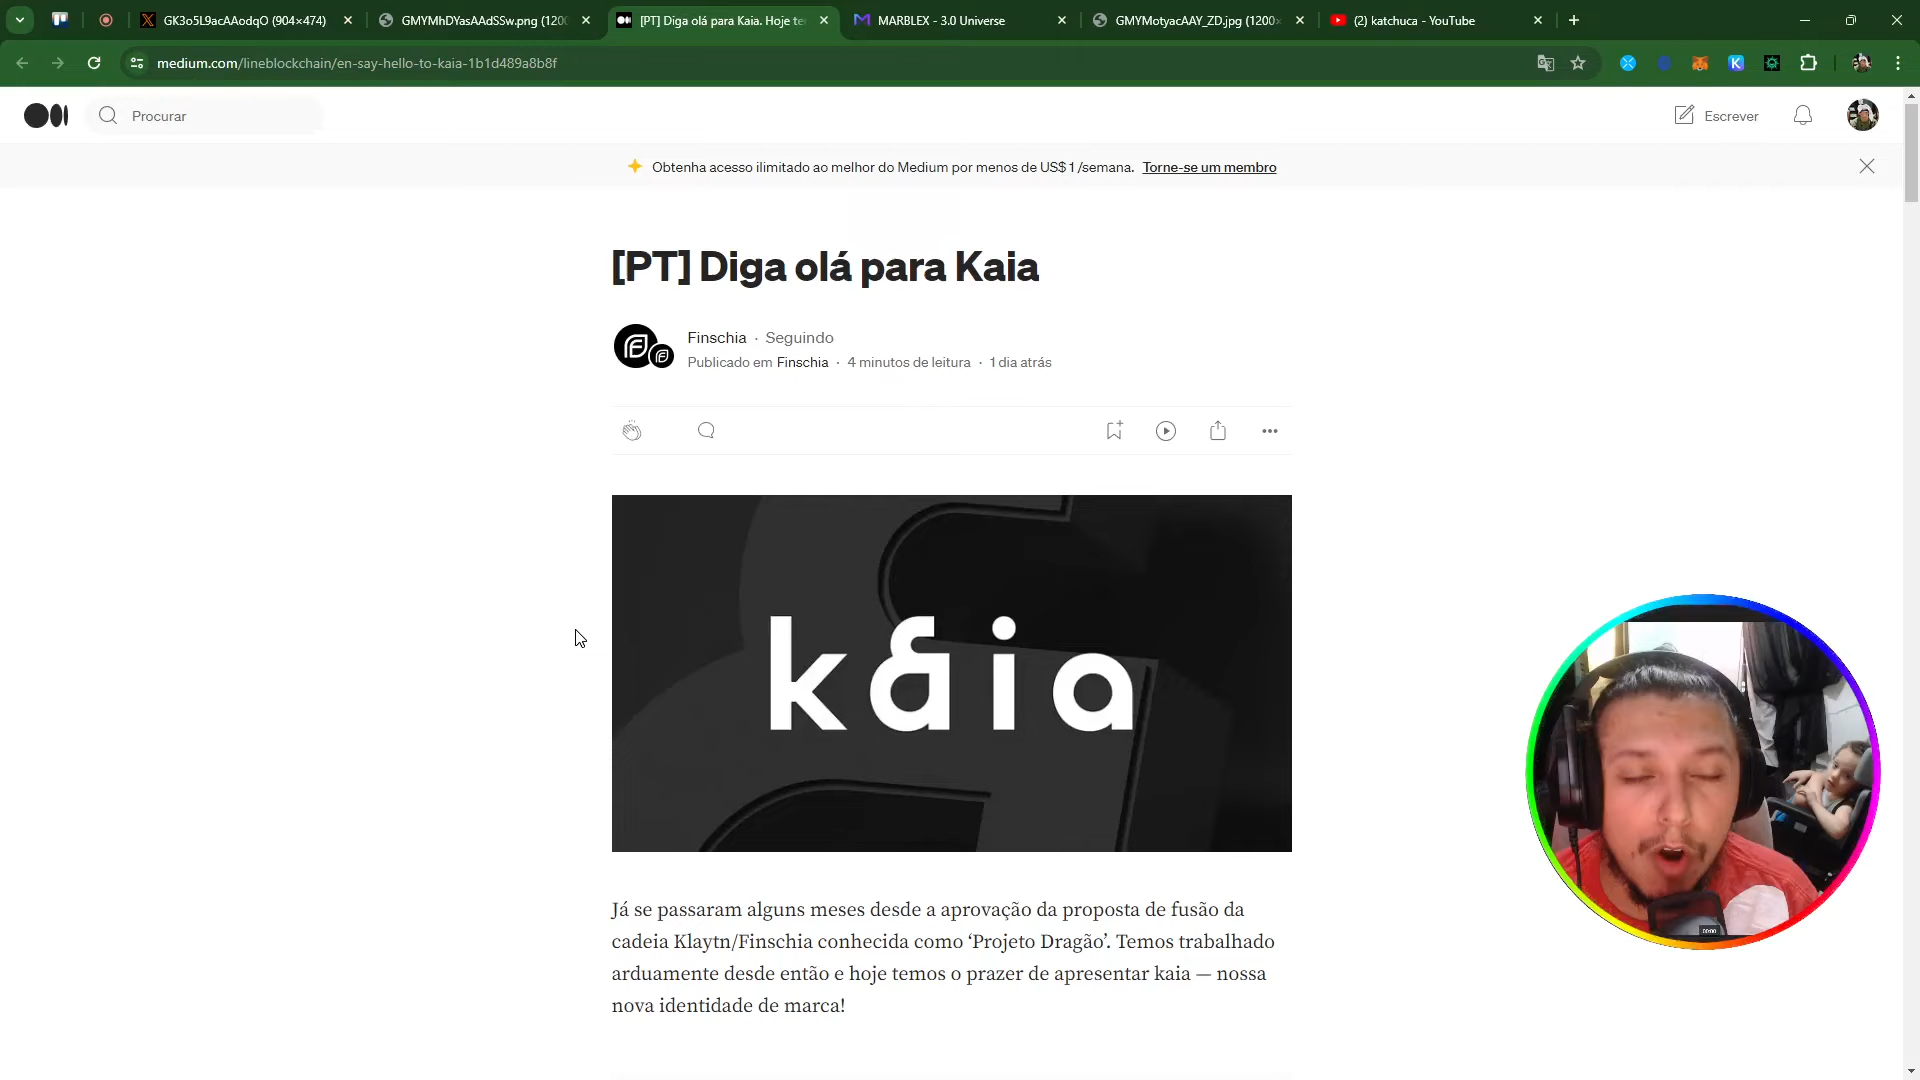 GK3o5L9acAAodqO (904×474)
GMYMhDYasAAdSSw.png (120
[PT] Diga olá para Kaia. Hoje te
MARBLEX - 3.0 Universe
GMYMotyacAAY_ZD.jpg (1200×
(2) katchuca - YouTube
medium.com/lineblockchain/en-say-hello-to-kaia-1b1d489a8b8f
Procurar
Escrever
Obtenha acesso ilimitado ao melhor do Medium por menos de US$ 1 /semana. Torne-se um membro
[PT] Diga olá para Kaia
Finschia · Seguindo
Publicado em Finschia · 4 minutos de leitura · 1 dia atrás
kaia
Já se passaram alguns meses desde a aprovação da proposta de fusão da
cadeia Klaytn/Finschia conhecida como ‘Projeto Dragão’. Temos trabalhado
arduamente desde então e hoje temos o prazer de apresentar kaia — nossa
nova identidade de marca!
00:00